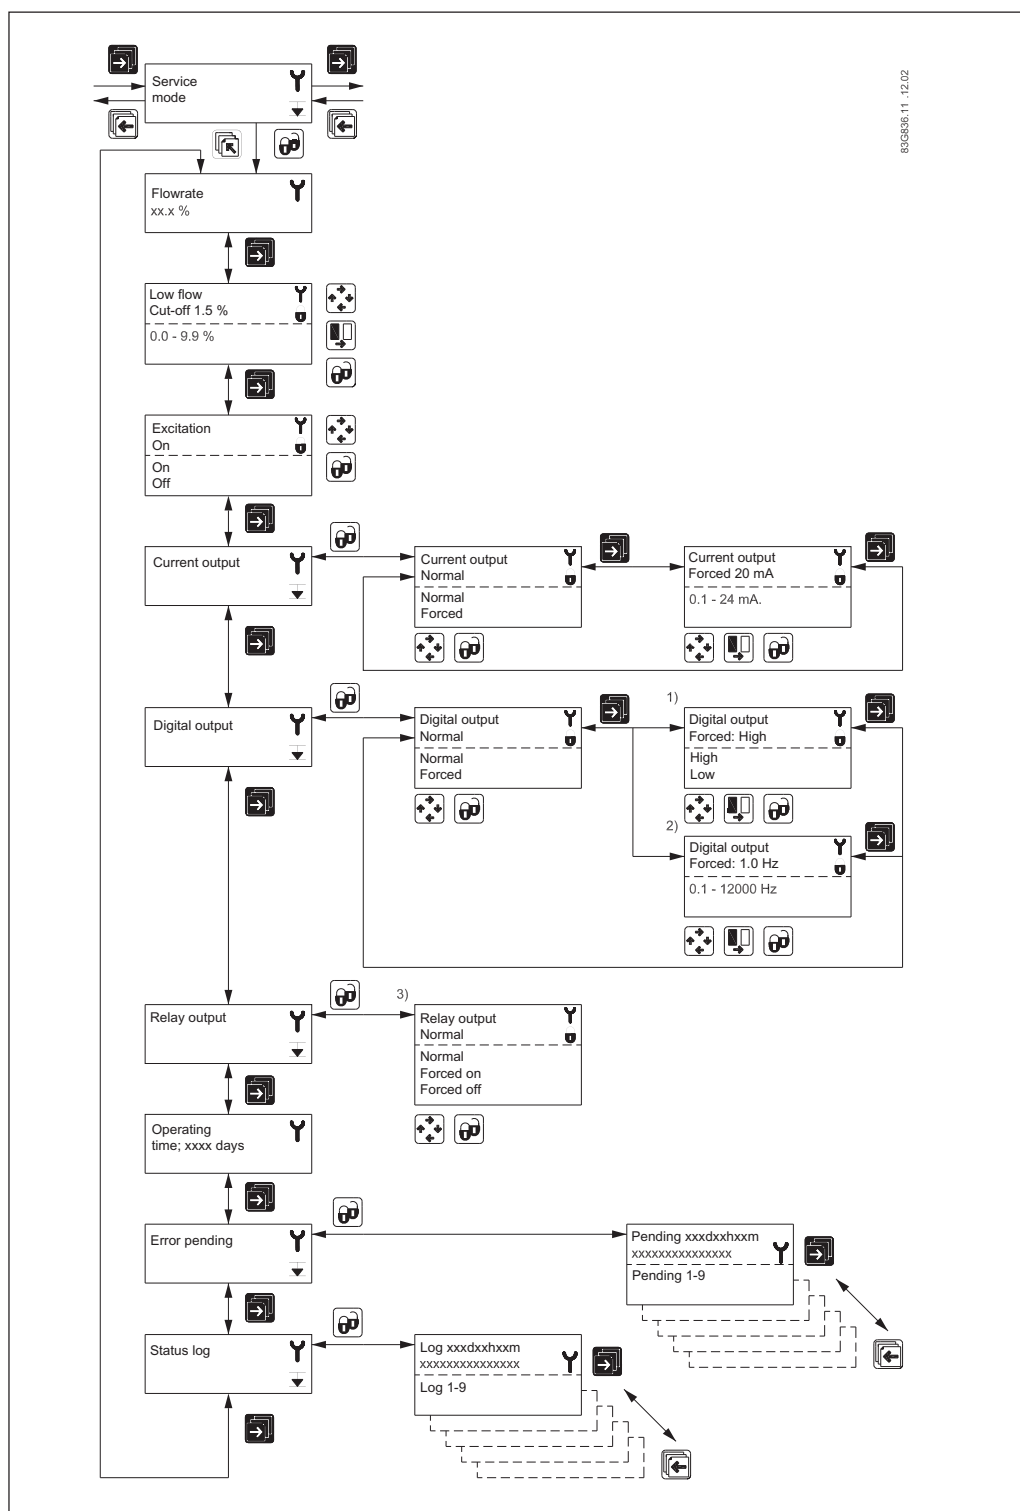 83G836.11 .12.02
Service
mode
Flowrate
xx.x %
Low flow
Cut-off 1.5 %
0.0 - 9.9 %
Excitation
On
On
Off
Current output
Current output
Normal
Normal
Forced
Current output
Forced 20 mA
0.1 - 24 mA.
Digital output
Digital output
Normal
Normal
Forced
1)
Digital output
Forced: High
High
Low
2)
Digital output
Forced: 1.0 Hz
0.1 - 12000 Hz
Relay output
3)
Relay output
Normal
Normal
Forced on
Forced off
Operating
time; xxxx days
Error pending
Pending xxxdxxhxxm
xxxxxxxxxxxxxxx
Pending 1-9
Status log
Log xxxdxxhxxm
xxxxxxxxxxxxxxx
Log 1-9